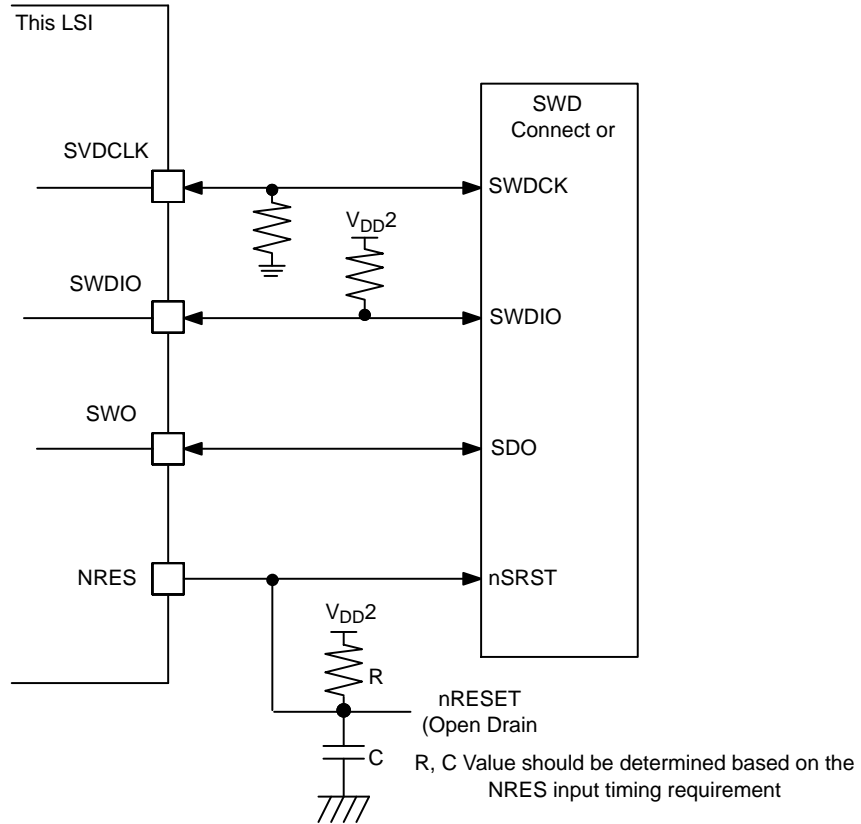 This LSI
SWD
Connect or
SVDCLK
SWDCK
VDD2
SWDIO
SWDIO
SWO
SDO
NRES
nSRST
VDD2
R
nRESET
(Open Drain
C
R, C Value should be determined based on the
NRES input timing requirement